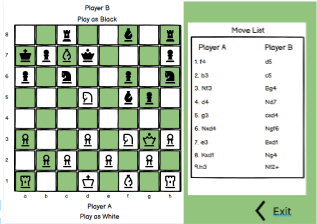 Player B
Play as Black
8
7
6
5
4
3
2
1
a b c d e f g h
Player A
Play as White
Move List
Player A Player B
1. f4 d5
2. b3 c5
3. Nf3 Bg4
4. d4 Nd7
5. g3 cxd4
6. Nxd4 Ngf6
7. e3 Bxd1
8. Kxd1 Ng4
9.h3 Nf2+
Exit